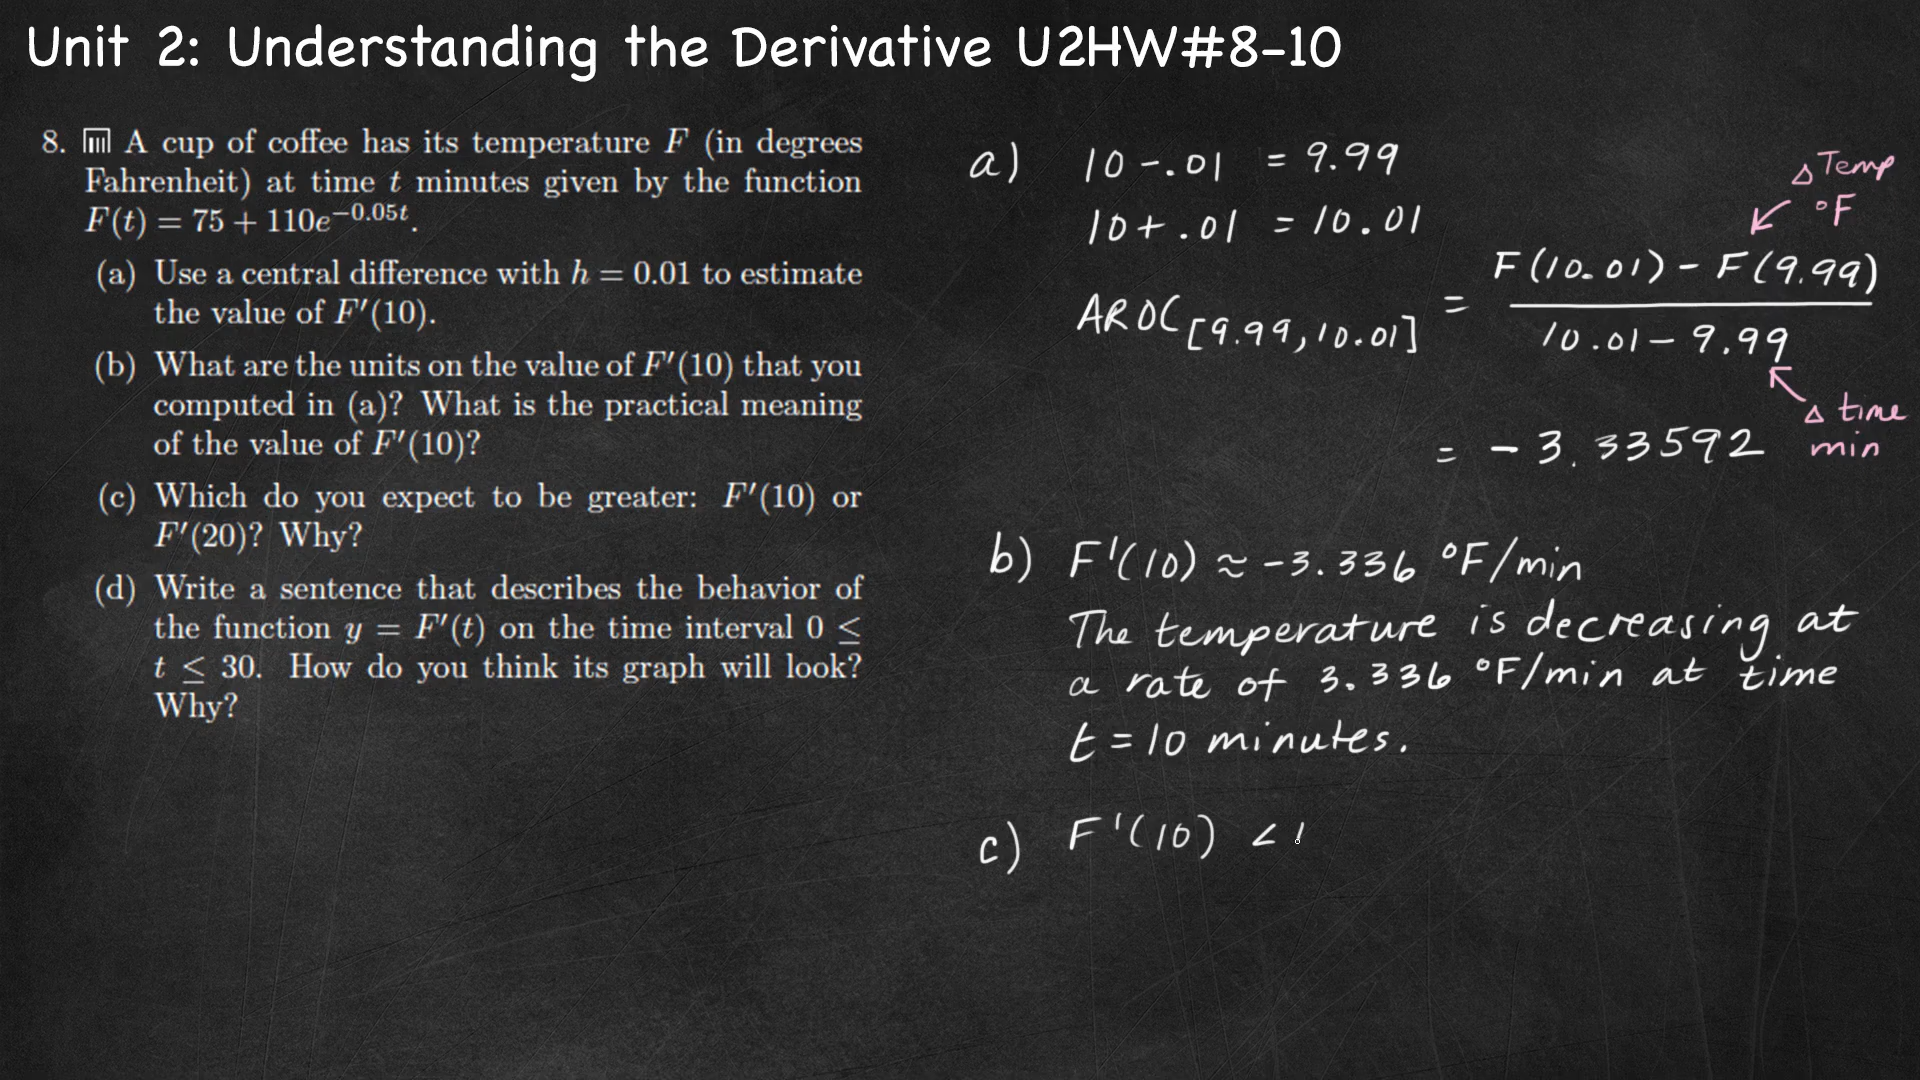 Unit 2: Understanding the Derivative U2HW#8-10
8. A cup of coffee has its temperature F (in degrees
Fahrenheit) at time t minutes given by the function
F(t) = 75 + 110e^{−0.05t}.
(a) Use a central difference with h = 0.01 to estimate
the value of F′(10).
(b) What are the units on the value of F′(10) that you
computed in (a)? What is the practical meaning
of the value of F′(10)?
(c) Which do you expect to be greater: F′(10) or
F′(20)? Why?
(d) Write a sentence that describes the behavior of
the function y = F′(t) on the time interval 0 ≤
t ≤ 30. How do you think its graph will look?
Why?
a) 10 - .01 = 9.99
10 + .01 = 10.01
Δ Temp
°F
AROC[9.99, 10.01] =
F(10.01) - F(9.99)
10.01 - 9.99
Δ time
min
= -3.33592
b) F'(10) ≈ -3.336 °F/min
The temperature is decreasing at
a rate of 3.336 °F/min at time
t = 10 minutes.
c) F'(10) <